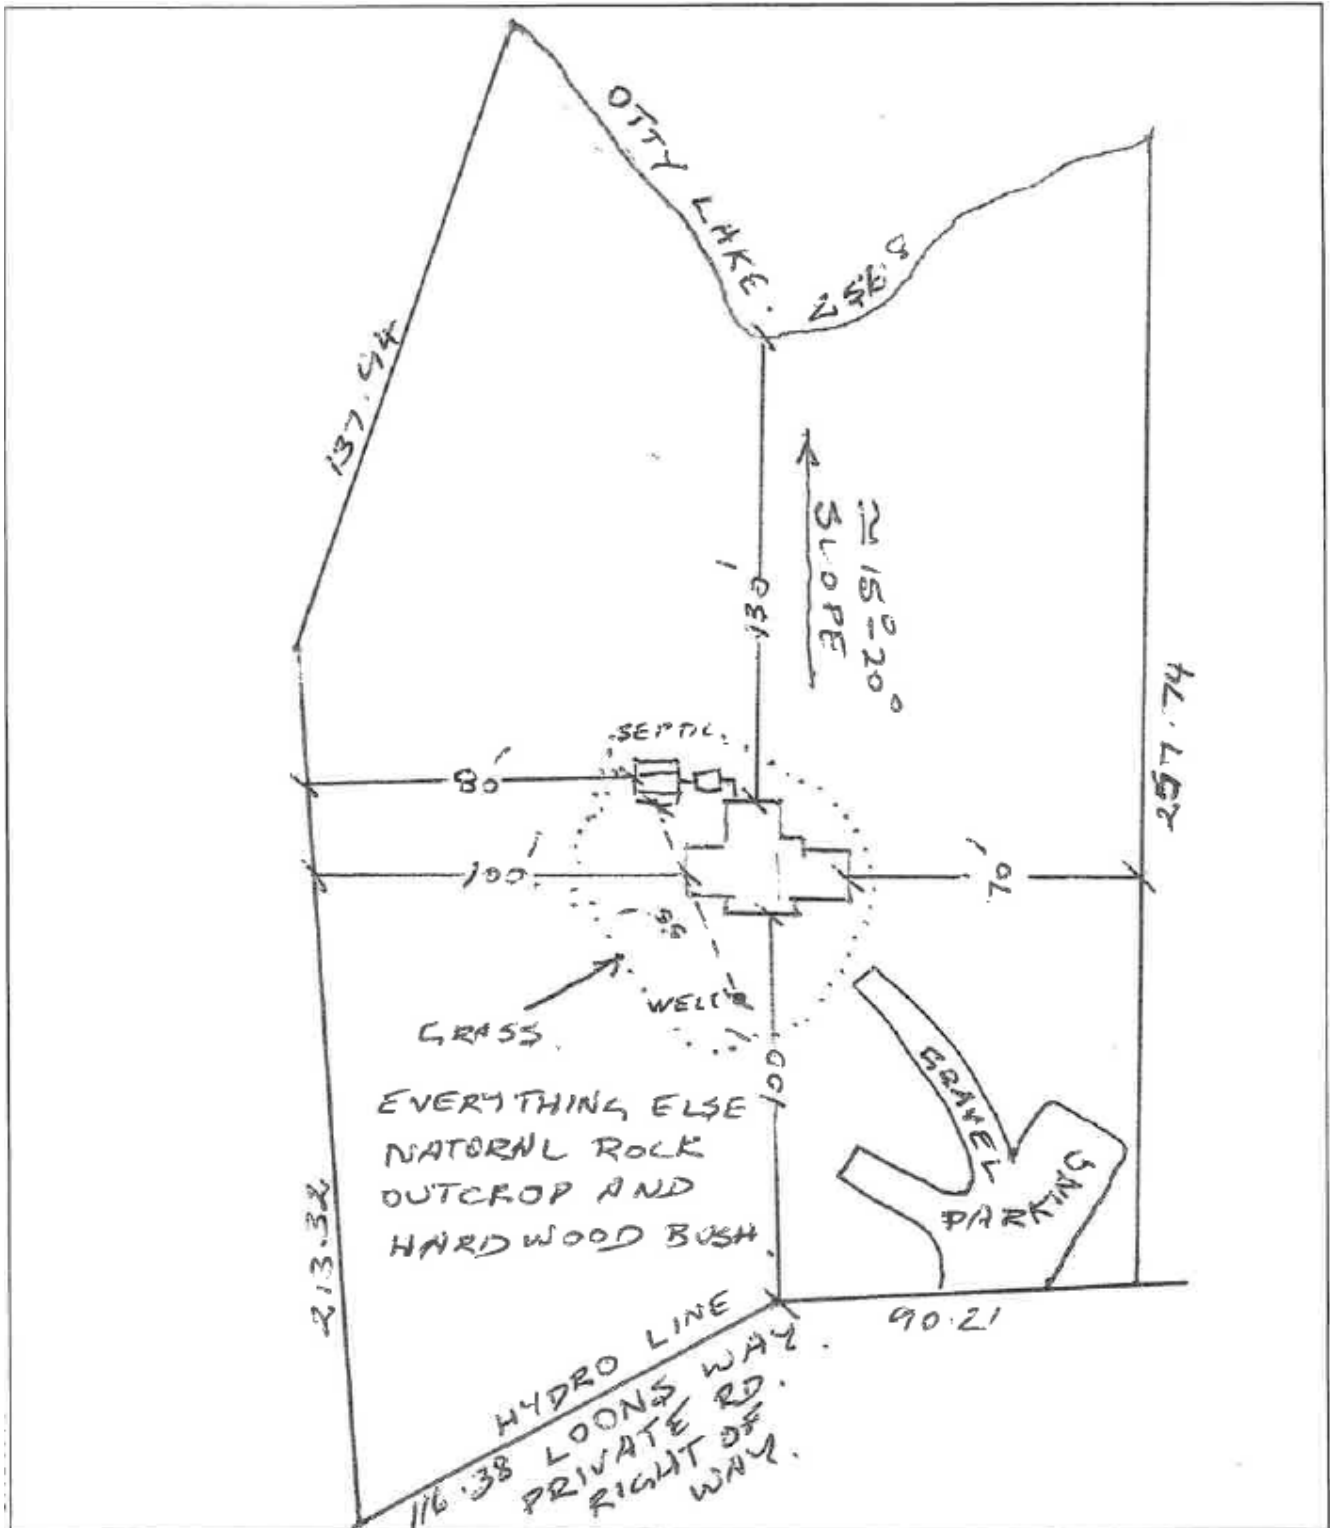 OTTY LAKE.
137.94
≃ 15°-20°
SLOPE
130'
SEPTIC.
80'
100'
70'
WELL
GRASS.
100'
EVERYTHING ELSE
NATURAL ROCK
OUTCROP AND
HARDWOOD BUSH.
GRAVEL
PARKING
213.32
90.21
HYDRO LINE
116.38 LOONS WAY.
PRIVATE RD.
RIGHT OF
WAY.